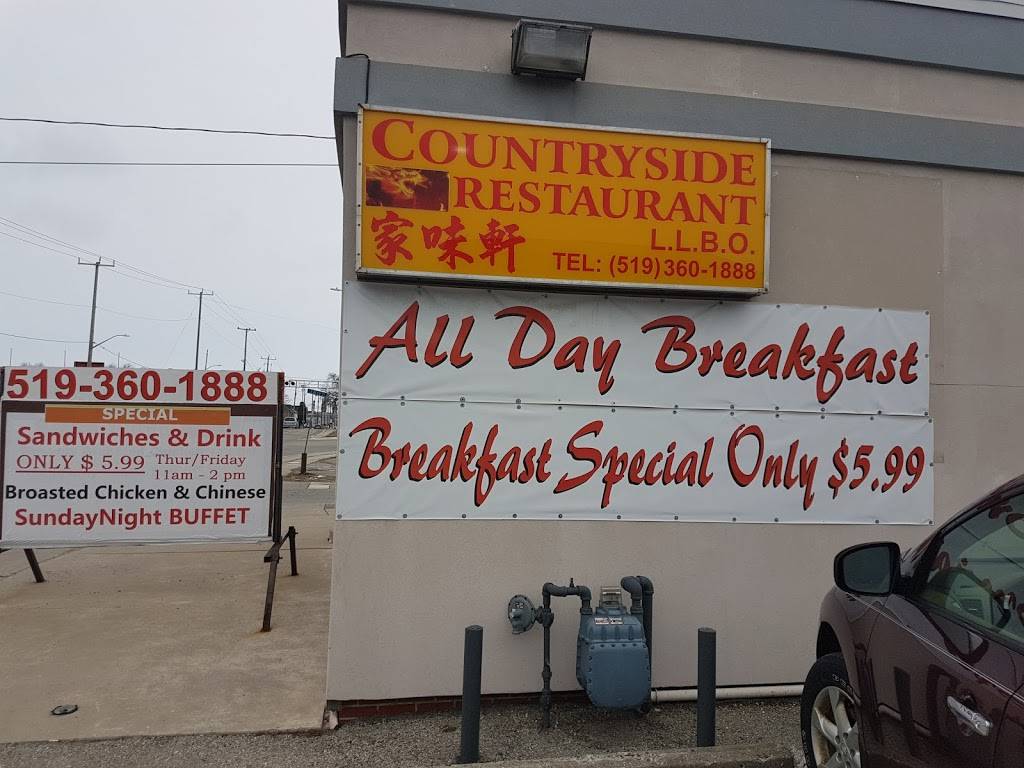 COUNTRYSIDE
RESTAURANT
家味軒
L.L.B.O.
TEL: (519) 360-1888
All Day Breakfast
Breakfast Special Only $5.99
519-360-1888
SPECIAL
Sandwiches & Drink
ONLY $ 5.99 Thur/Friday
11am - 2 pm
Broasted Chicken & Chinese
SundayNight BUFFET